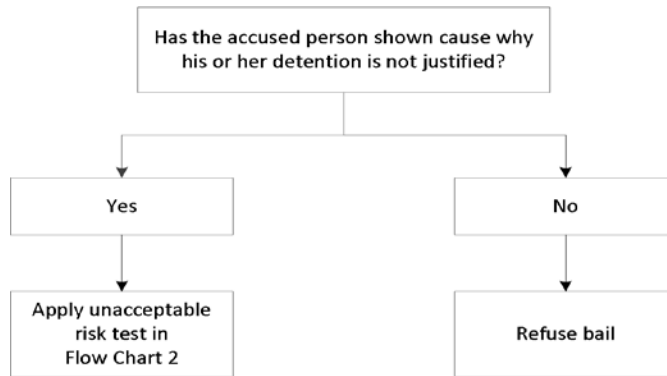 Has the accused person shown cause why
his or her detention is not justified?
Yes
No
Apply unacceptable
risk test in
Flow Chart 2
Refuse bail